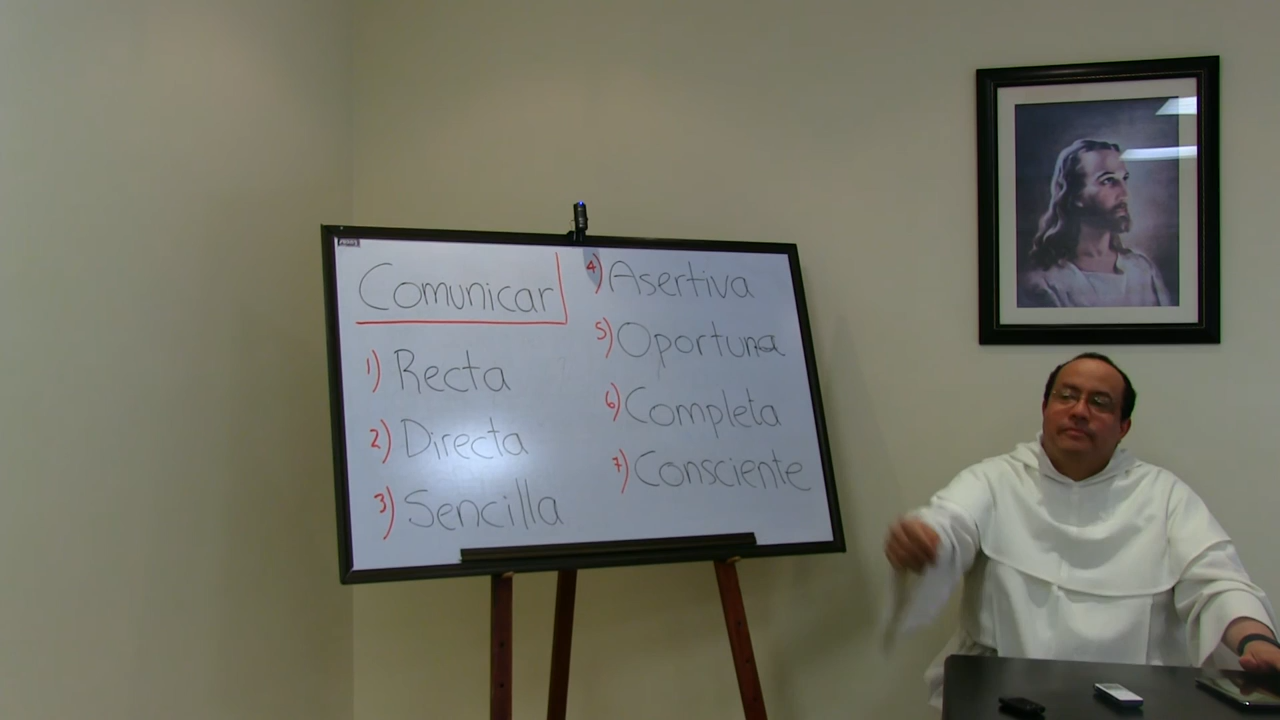 Comunicar
1) Recta
2) Directa
3) Sencilla
4) Asertiva
5) Oportuna
6) Completa
7) Consciente